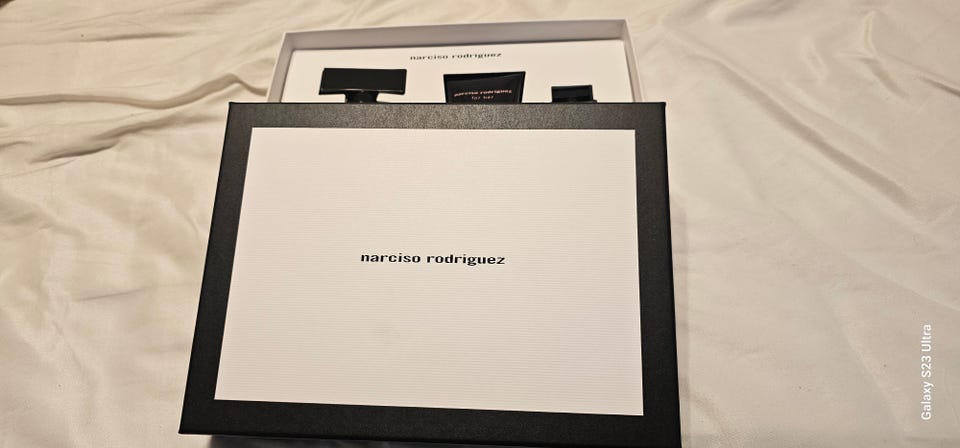 narciso rodriguez
narciso rodriguez
for her
narciso rodriguez
Galaxy S23 Ultra